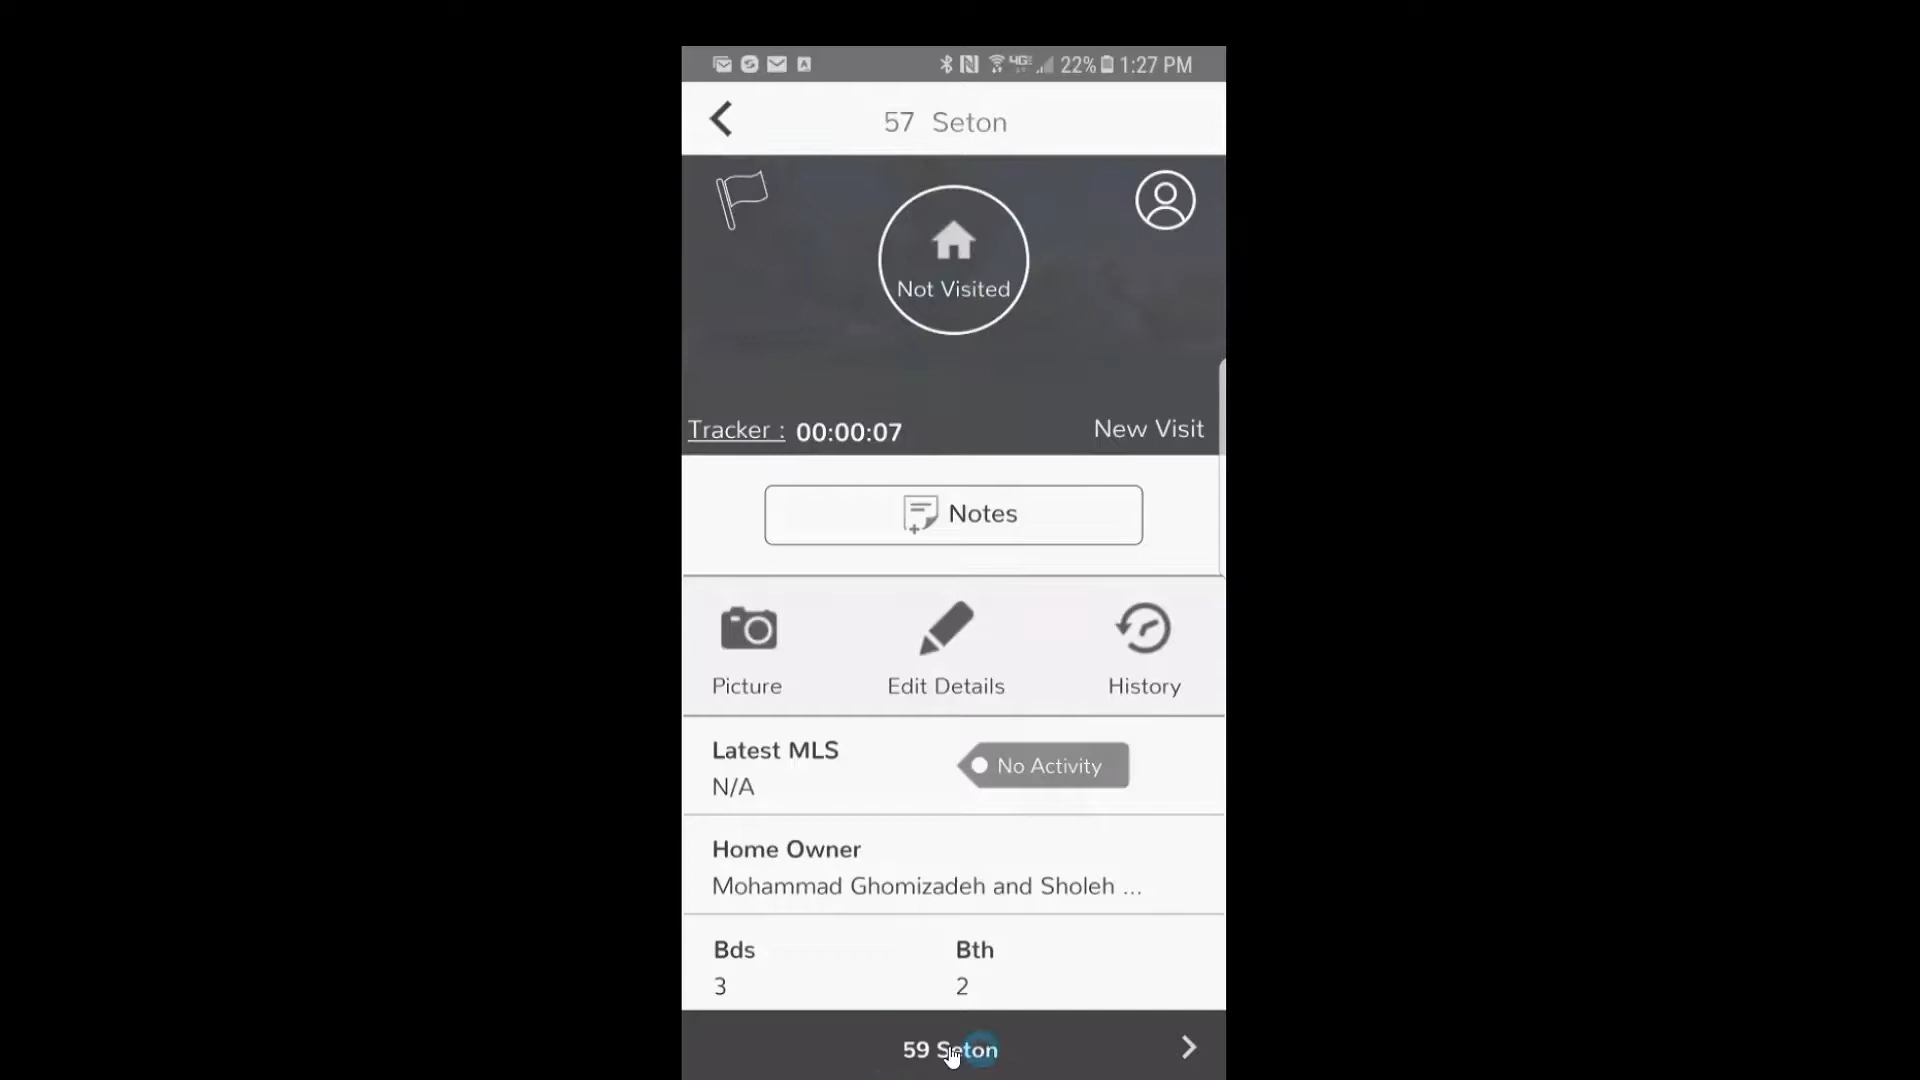 22% 1:27 PM
57 Seton
Not Visited
Tracker : 00:00:07
New Visit
Notes
Picture
Edit Details
History
Latest MLS
N/A
No Activity
Home Owner
Mohammad Ghomizadeh and Sholeh ...
Bds
3
Bth
2
59 Seton